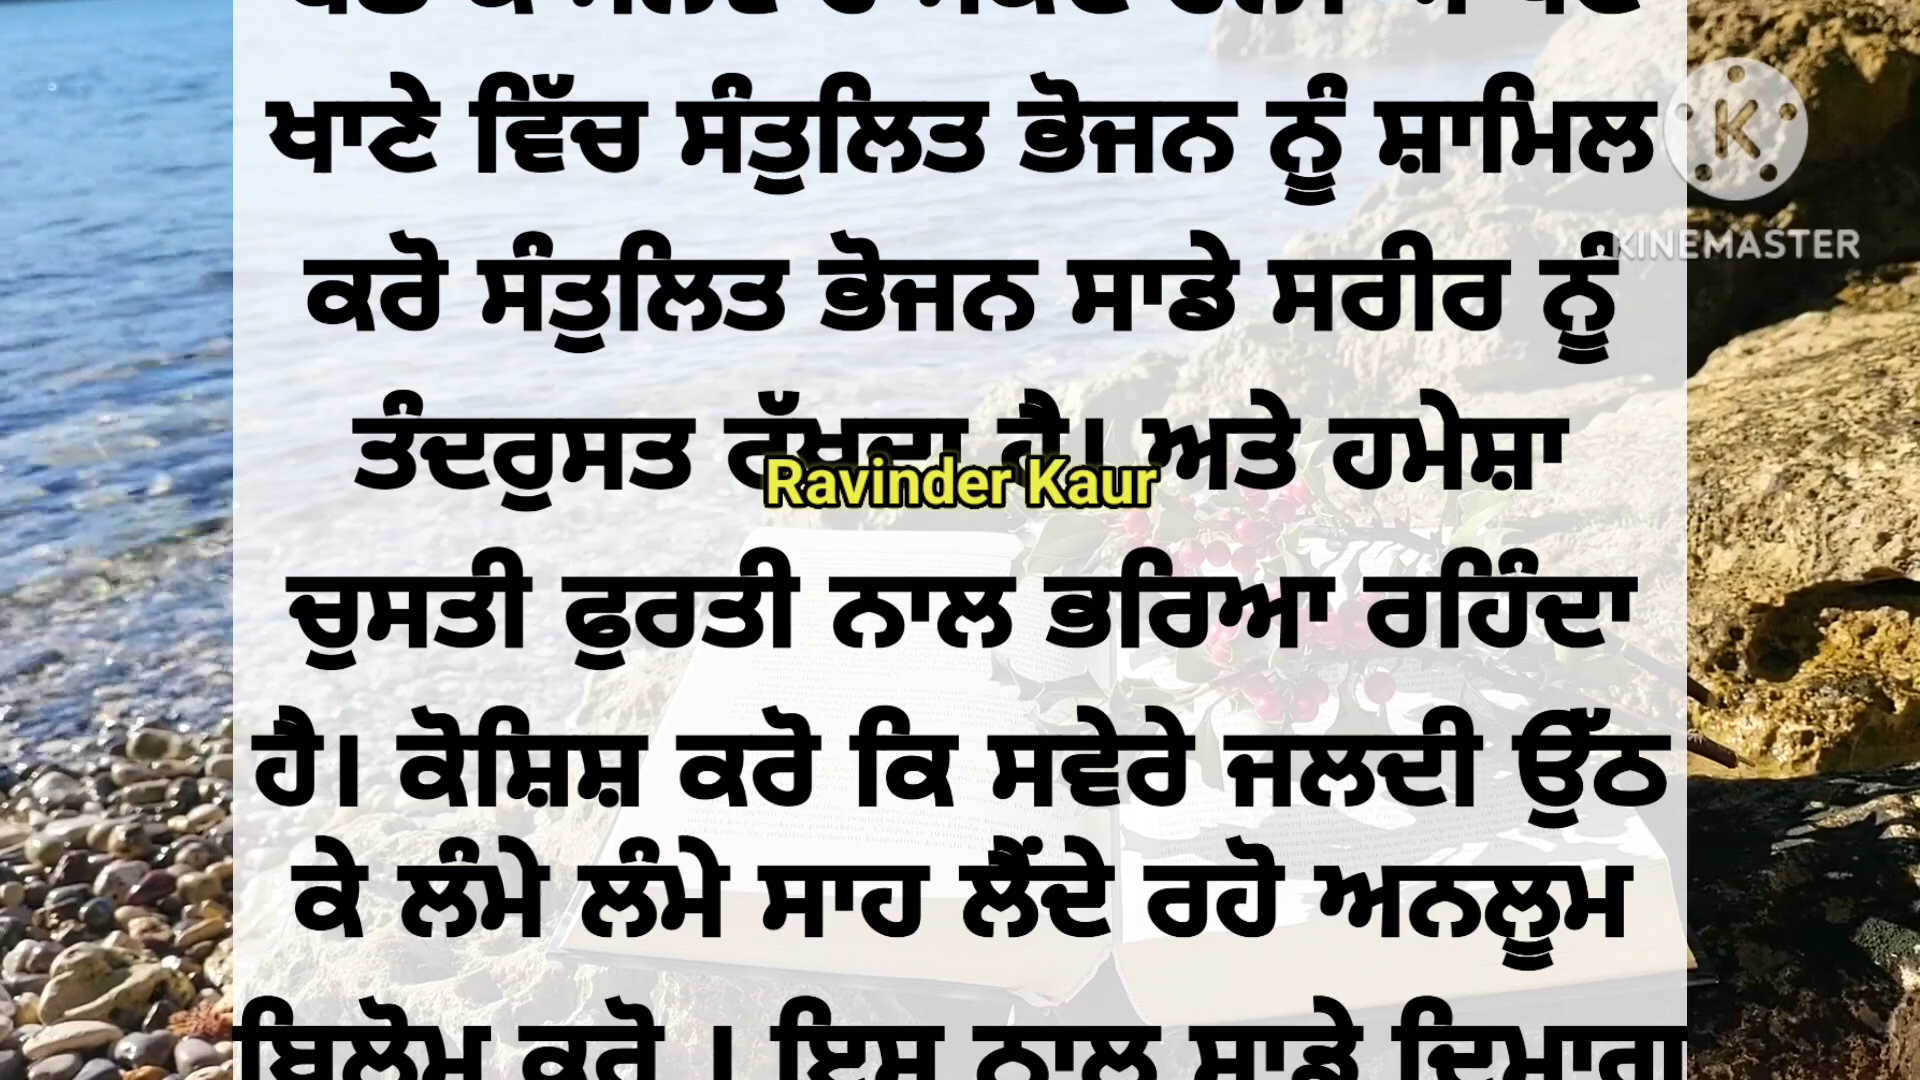 ਖਾਣੇ ਵਿੱਚ ਸੰਤੁਲਿਤ ਭੋਜਨ ਨੂੰ ਸ਼ਾਮਿਲ
ਕਰੋ ਸੰਤੁਲਿਤ ਭੋਜਨ ਸਾਡੇ ਸਰੀਰ ਨੂੰ
ਤੰਦਰੁਸਤ ਰੱਖਦਾ ਹੈ। ਅਤੇ ਹਮੇਸ਼ਾ
ਚੁਸਤੀ ਫੁਰਤੀ ਨਾਲ ਭਰਿਆ ਰਹਿੰਦਾ
ਹੈ। ਕੋਸ਼ਿਸ਼ ਕਰੋ ਕਿ ਸਵੇਰੇ ਜਲਦੀ ਉੱਠ
ਕੇ ਲੰਮੇ ਲੰਮੇ ਸਾਹ ਲੈਂਦੇ ਰਹੋ ਅਨਲੂਮ
ਬਿਲੋਮ ਕਰੋ । ਇਸ ਨਾਲ ਸਾਡੇ ਦਿਮਾਗ
Ravinder Kaur
KINEMASTER